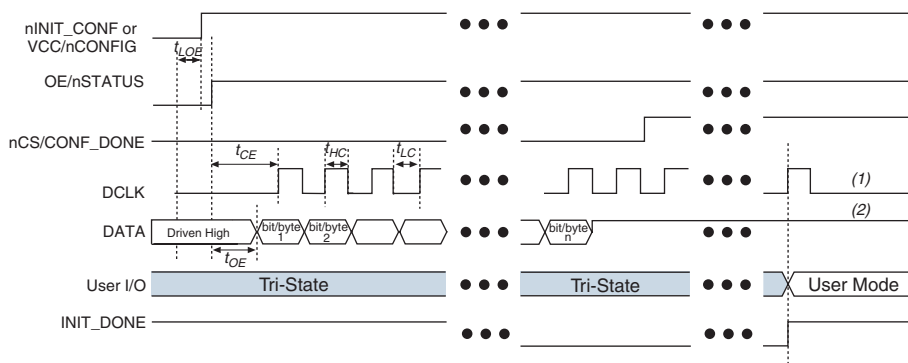 nINIT_CONF or
VCC/nCONFIG
tLOE
OE/nSTATUS
nCS/CONF_DONE
tCE
tHC
tLC
DCLK
(1)
DATA
Driven High
bit/byte
1
bit/byte
2
bit/byte
n
(2)
tOE
User I/O
Tri-State
Tri-State
User Mode
INIT_DONE